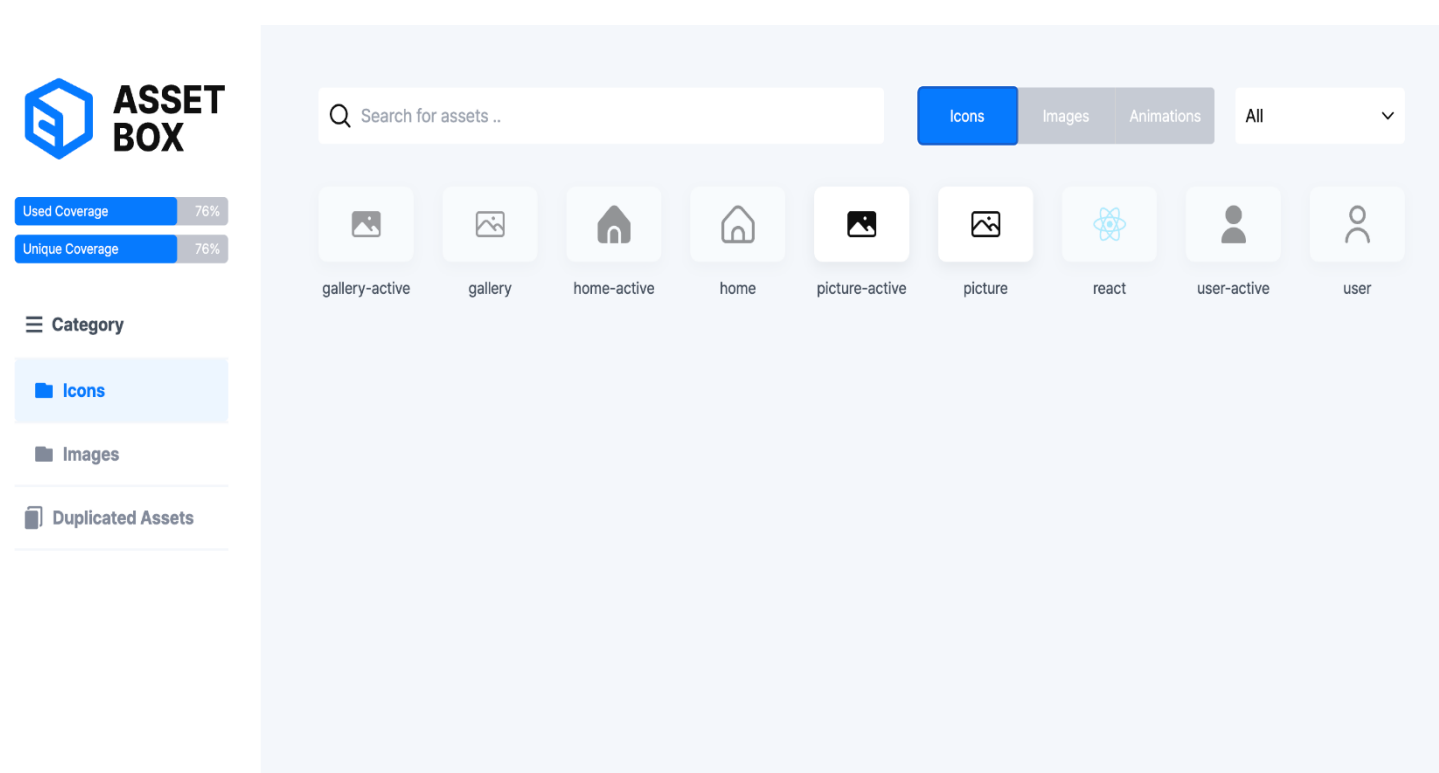 ASSET
BOX
Used Coverage 76%
Unique Coverage 76%
Category
Icons
Images
Duplicated Assets
Search for assets ..
Icons Images Animations All
gallery-active gallery home-active home picture-active picture react user-active user